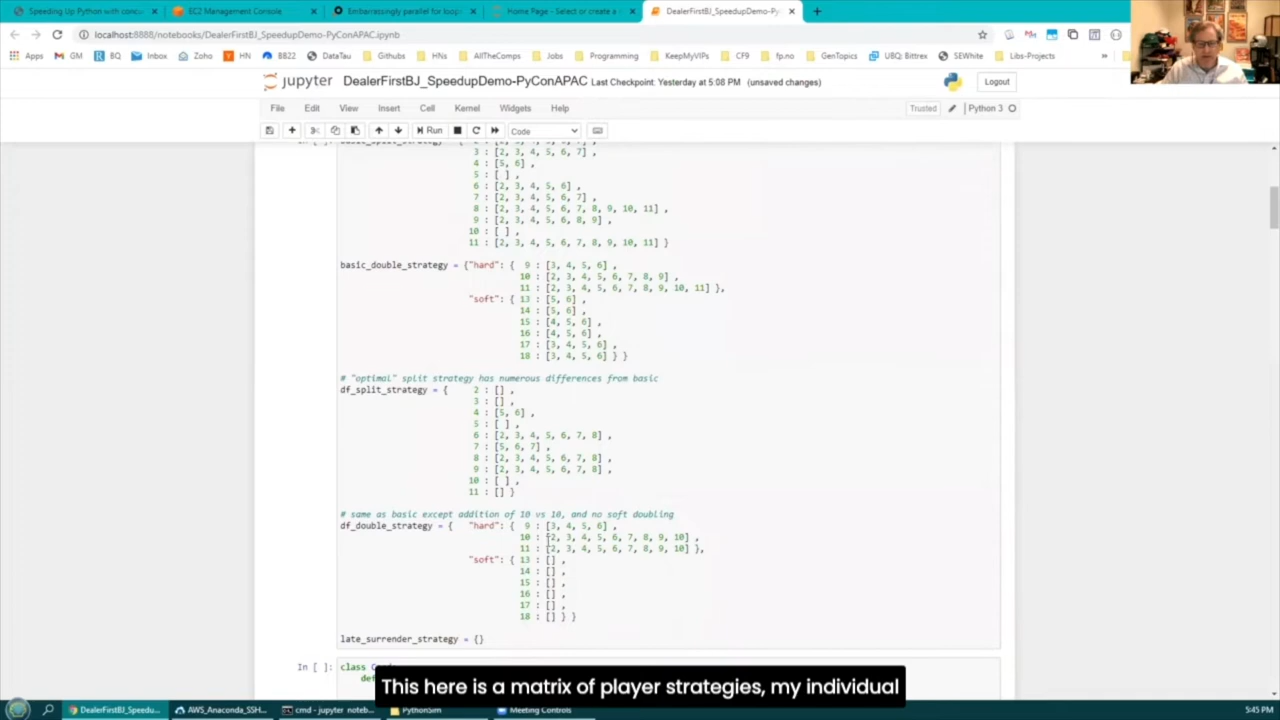 Speeding Up Python with concu
EC2 Management Console
Embarrassingly parallel for loop
Home Page - Select or create a
DealerFirstBJ_SpeedupDemo-Py
localhost:8888/notebooks/DealerFirstBJ_SpeedupDemo-PyConAPAC.ipynb
Apps GM BQ Inbox Zoho HN BB22 DataTau Githubs HNs AllTheComps Jobs Programming KeepMyVIPs CF9 fp.no GenTopics UBQ: Bittrex SEWhite Libs-Projects
jupyter DealerFirstBJ_SpeedupDemo-PyConAPAC Last Checkpoint: Yesterday at 5:08 PM (unsaved changes) Logout
File Edit View Insert Cell Kernel Widgets Help Trusted Python 3
Run Code
3 : [2, 3, 4, 5, 6, 7] ,
4 : [5, 6] ,
5 : [ ] ,
6 : [2, 3, 4, 5, 6] ,
7 : [2, 3, 4, 5, 6, 7] ,
8 : [2, 3, 4, 5, 6, 7, 8, 9, 10, 11] ,
9 : [2, 3, 4, 5, 6, 8, 9] ,
10 : [ ] ,
11 : [2, 3, 4, 5, 6, 7, 8, 9, 10, 11] }
basic_double_strategy = {"hard": { 9 : [3, 4, 5, 6] ,
10 : [2, 3, 4, 5, 6, 7, 8, 9] ,
11 : [2, 3, 4, 5, 6, 7, 8, 9, 10, 11] },
"soft": { 13 : [5, 6] ,
14 : [5, 6] ,
15 : [4, 5, 6] ,
16 : [4, 5, 6] ,
17 : [3, 4, 5, 6] ,
18 : [3, 4, 5, 6] } }
# "optimal" split strategy has numerous differences from basic
df_split_strategy = { 2 : [] ,
3 : [] ,
4 : [5, 6] ,
5 : [ ] ,
6 : [2, 3, 4, 5, 6, 7, 8] ,
7 : [5, 6, 7] ,
8 : [2, 3, 4, 5, 6, 7, 8] ,
9 : [2, 3, 4, 5, 6, 7, 8] ,
10 : [ ] ,
11 : [] }
# same as basic except addition of 10 vs 10, and no soft doubling
df_double_strategy = { "hard": { 9 : [3, 4, 5, 6] ,
10 : [2, 3, 4, 5, 6, 7, 8, 9, 10] ,
11 : [2, 3, 4, 5, 6, 7, 8, 9, 10] },
"soft": { 13 : [] ,
14 : [] ,
15 : [] ,
16 : [] ,
17 : [] ,
18 : [] } }
late_surrender_strategy = {}
In [ ]: class
This here is a matrix of player strategies, my individual
DealerFirstBJ_Speedu... AWS_Anaconda_SSH... cmd - jupyter noteb... PythonSim Meeting Controls 5:45 PM